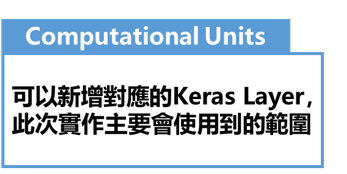 Computational Units
可以新增對應的Keras Layer，
此次實作主要會使用到的範圍